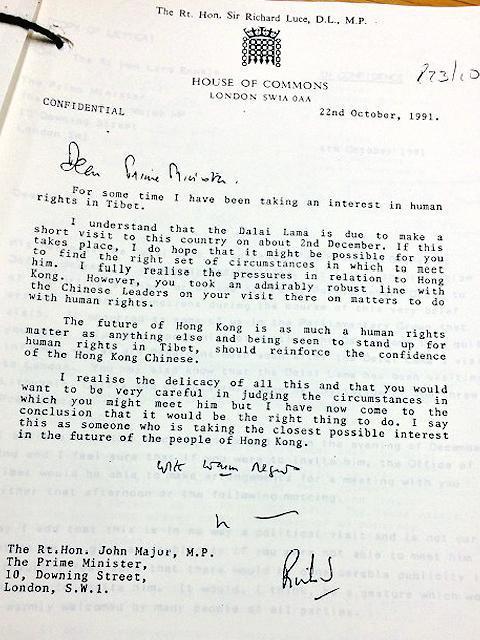 The Rt. Hon. Sir Richard Luce, D.L., M.P.
HOUSE OF COMMONS
LONDON SW1A 0AA
CONFIDENTIAL
22nd October, 1991.
Dear Prime Minister.
For some time I have been taking an interest in human
rights in Tibet.
I understand that the Dalai Lama is due to make a
short visit to this country on about 2nd December. If this
takes place, I do hope that it might be possible for you
to find the right set of circumstances in which to meet
him. I fully realise the pressures in relation to Hong
Kong. However, you took an admirably robust line with
the Chinese Leaders on your visit there on matters to do
with human rights.
The future of Hong Kong is as much a human rights
matter as anything else and being seen to stand up for
human rights in Tibet, should reinforce the confidence
of the Hong Kong Chinese.
I realise the delicacy of all this and that you would
want to be very careful in judging the circumstances in
which you might meet him but I have now come to the
conclusion that it would be the right thing to do. I say
this as someone who is taking the closest possible interest
in the future of the people of Hong Kong.
With warm regards
Richard
The Rt.Hon. John Major, M.P.
The Prime Minister,
10, Downing Street,
London, S.W.1.